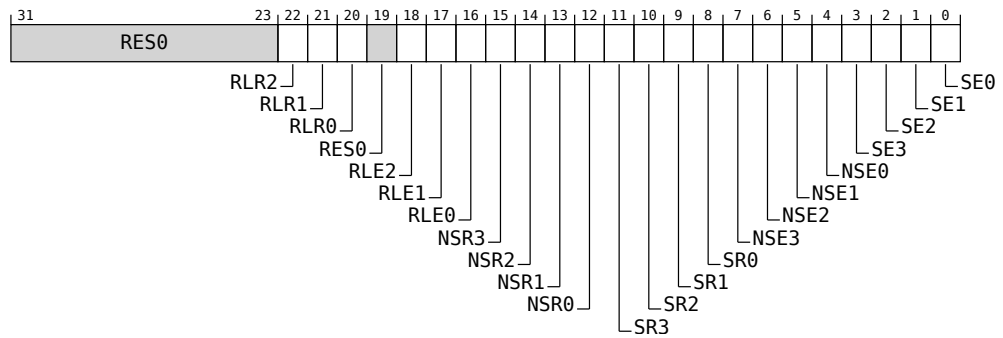 31 23 22 21 20 19 18 17 16 15 14 13 12 11 10 9 8 7 6 5 4 3 2 1 0
RES0
RLR2 SE0
RLR1 SE1
RLR0 SE2
RES0 SE3
RLE2 NSE0
RLE1 NSE1
RLE0 NSE2
NSR3 NSE3
NSR2 SR0
NSR1 SR1
NSR0 SR2
SR3